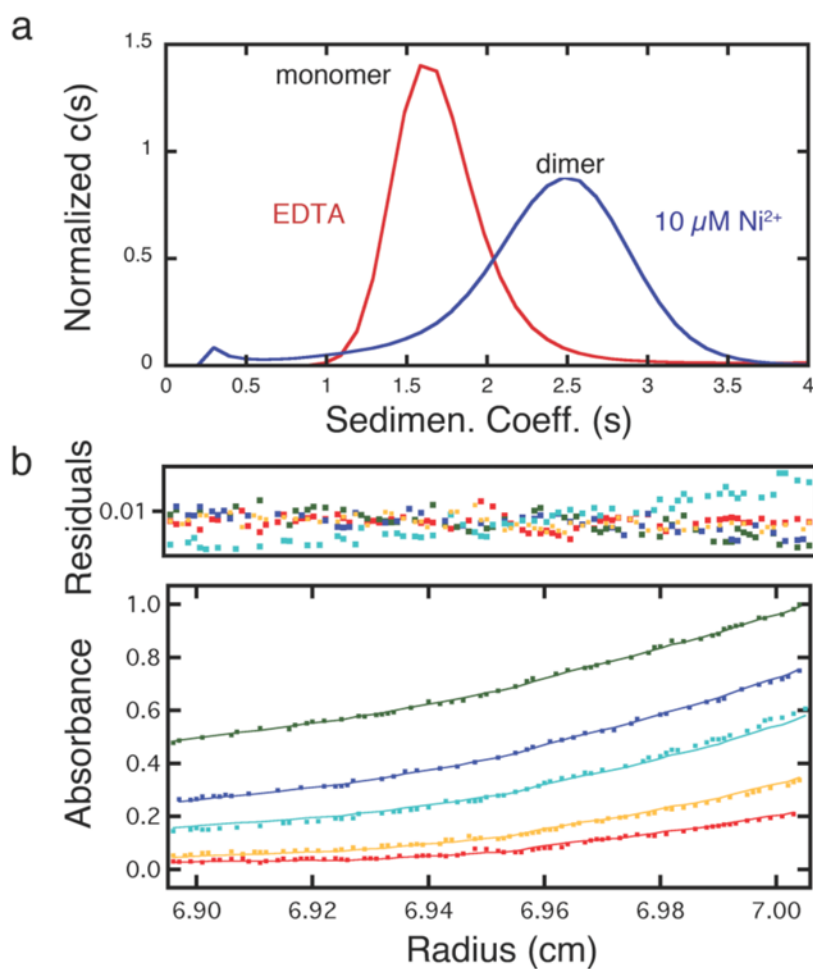 a
1.5
monomer
1
dimer
Normalized c(s)
EDTA
10 µM Ni²⁺
0.5
0
0 0.5 1 1.5 2 2.5 3 3.5 4
Sedimen. Coeff. (s)
b
Residuals
0.01
1.0
0.8
0.6
0.4
0.2
0.0
Absorbance
6.90 6.92 6.94 6.96 6.98 7.00
Radius (cm)